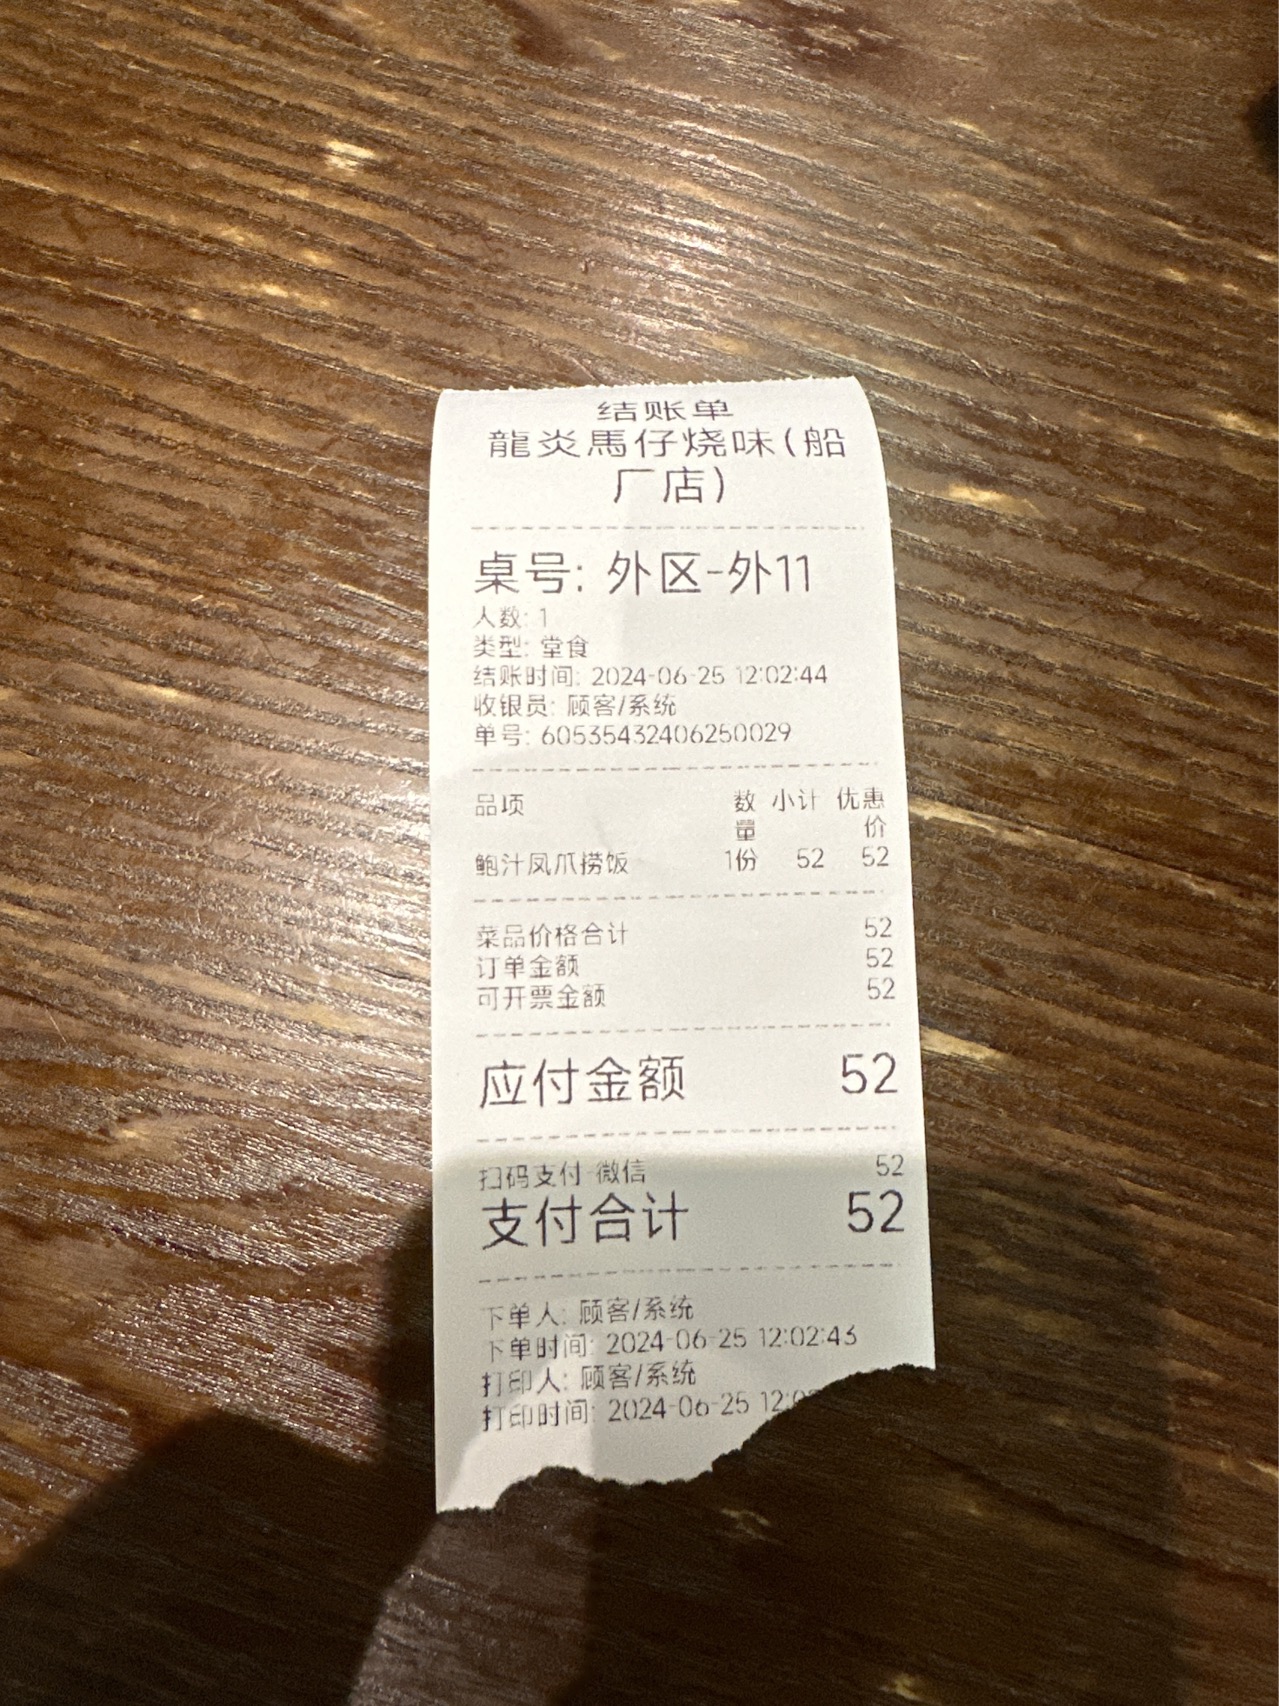 结账单
龍炎馬仔烧味(船
厂店)
桌号: 外区-外11
人数: 1
类型: 堂食
结账时间: 2024-06-25 12:02:44
收银员: 顾客/系统
单号: 605354432406250029
品项 数 小计 优惠
量 价
鲍汁凤爪捞饭 1份 52 52
菜品价格合计 52
订单金额 52
可开票金额 52
应付金额 52
扫码支付-微信 52
支付合计 52
下单人: 顾客/系统
下单时间: 2024-06-25 12:02:43
打印人: 顾客/系统
打印时间: 2024-06-25